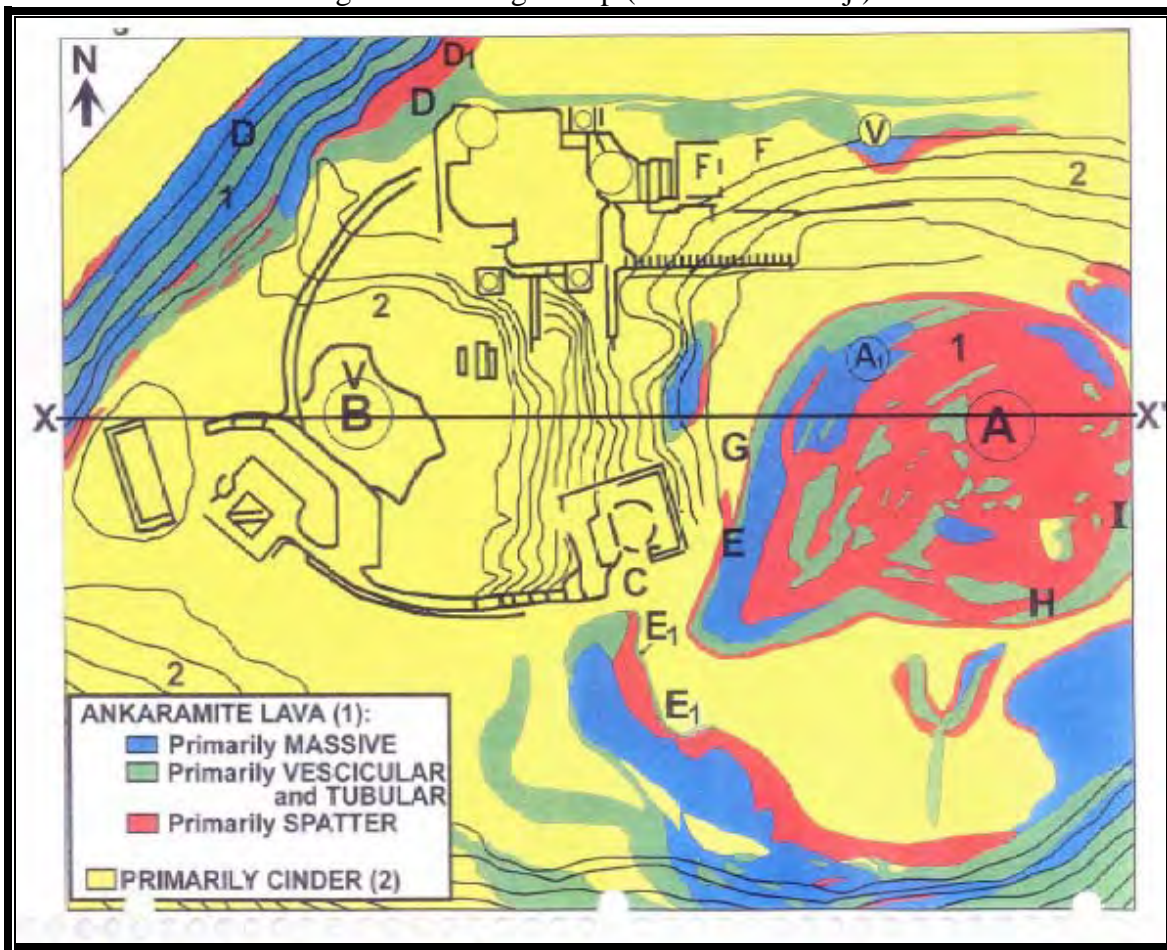 N
D1
D
D
1
V
F
F
2
2
1
A1
V
B
A
X
X'
G
E
I
C
H
E1
E1
2
ANKARAMITE LAVA (1):
Primarily MASSIVE
Primarily VESCICULAR
and TUBULAR
Primarily SPATTER
PRIMARILY CINDER (2)